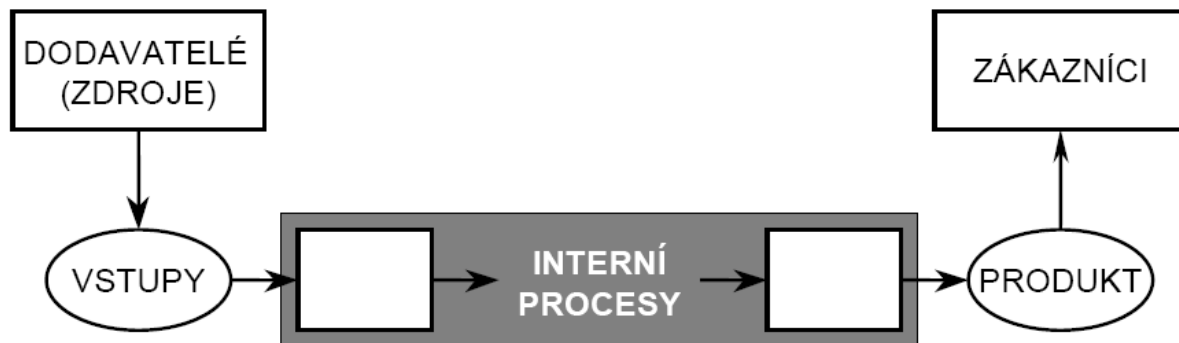 DODAVATELÉ
(ZDROJE)
ZÁKAZNÍCI
VSTUPY
INTERNÍ
PROCESY
PRODUKT